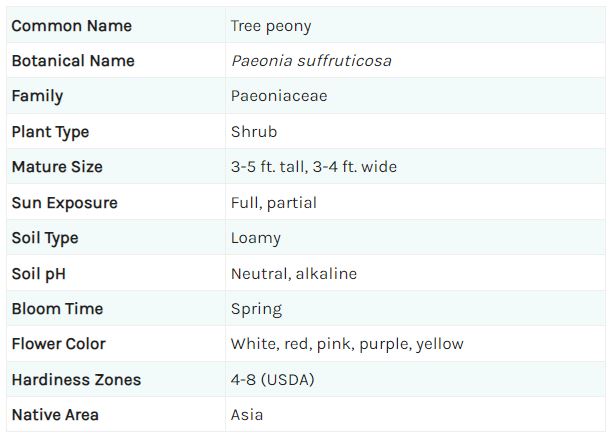 Common Name Tree peony
Botanical Name Paeonia suffruticosa
Family Paeoniaceae
Plant Type Shrub
Mature Size 3-5 ft. tall, 3-4 ft. wide
Sun Exposure Full, partial
Soil Type Loamy
Soil pH Neutral, alkaline
Bloom Time Spring
Flower Color White, red, pink, purple, yellow
Hardiness Zones 4-8 (USDA)
Native Area Asia